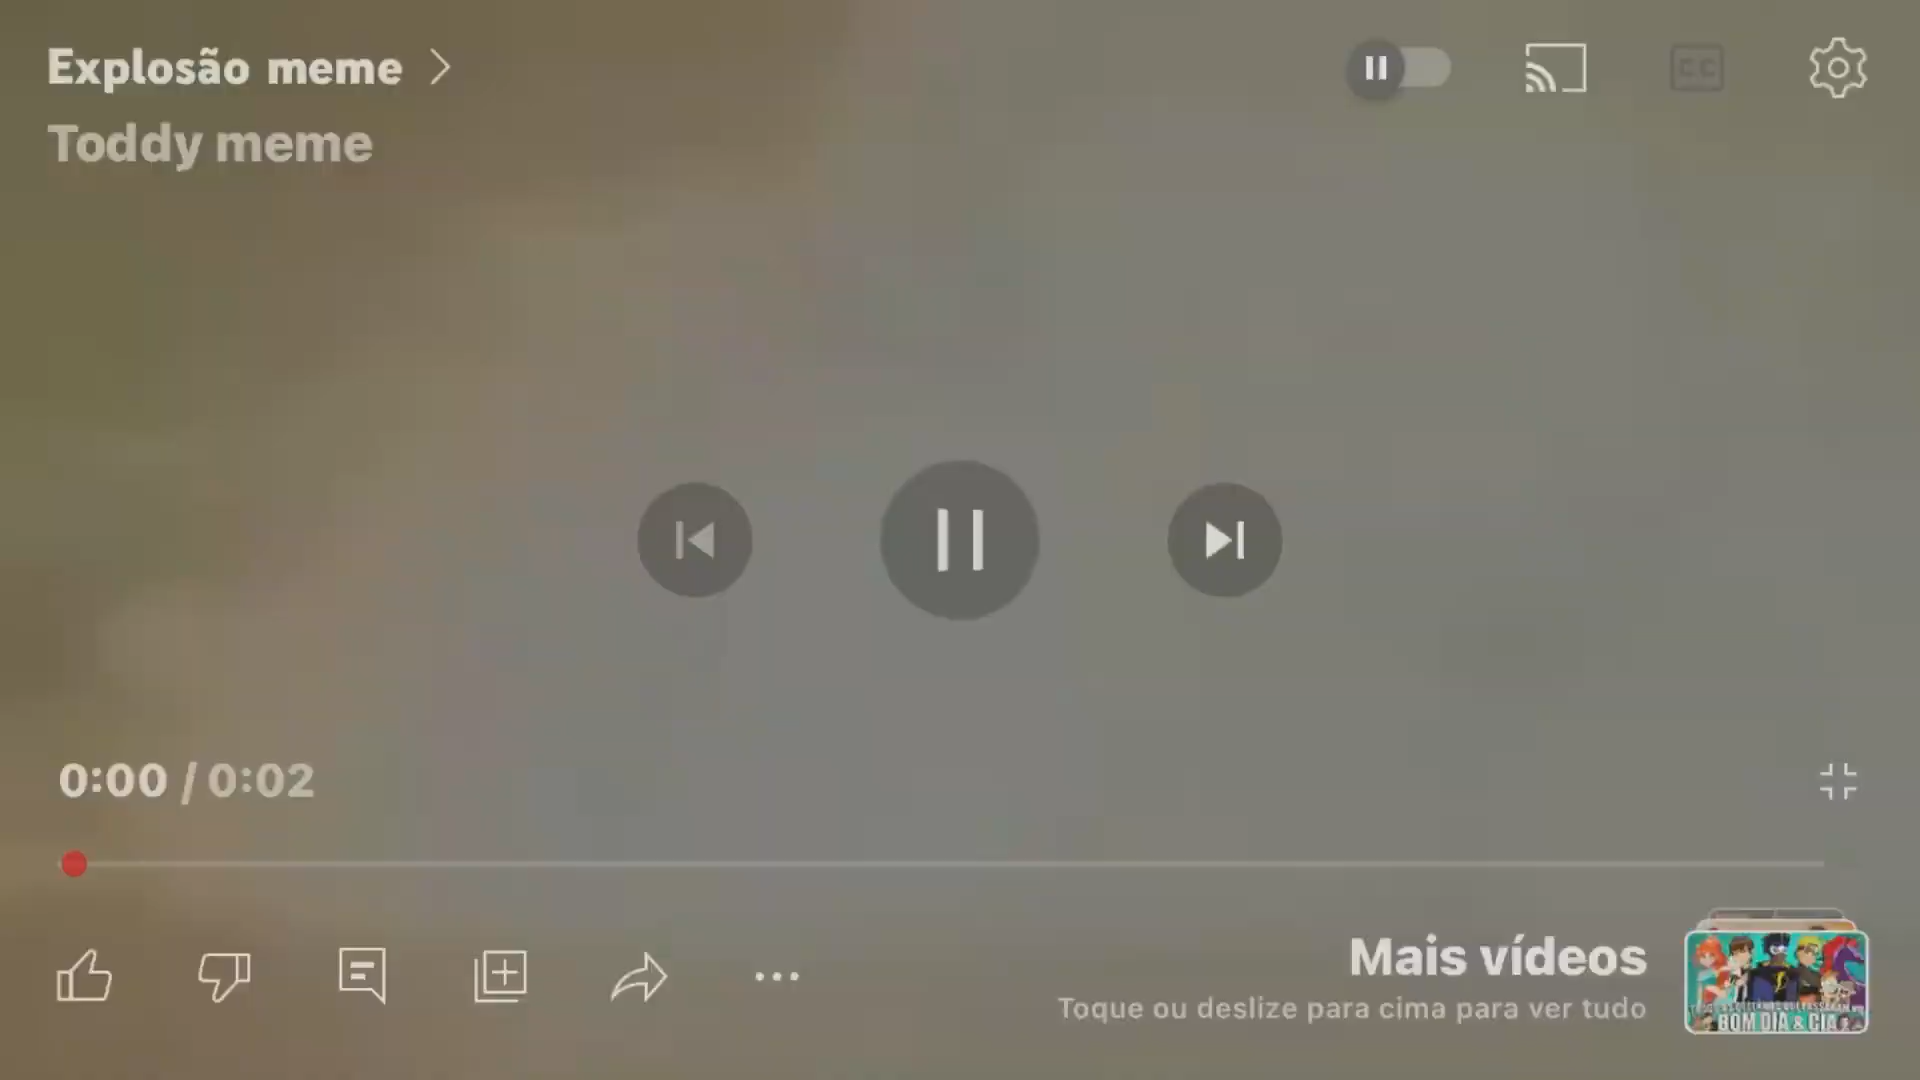 Explosão meme
Toddy meme
CC
0:00 / 0:02
Mais vídeos
Toque ou deslize para cima para ver tudo
BOM DIA & CIA